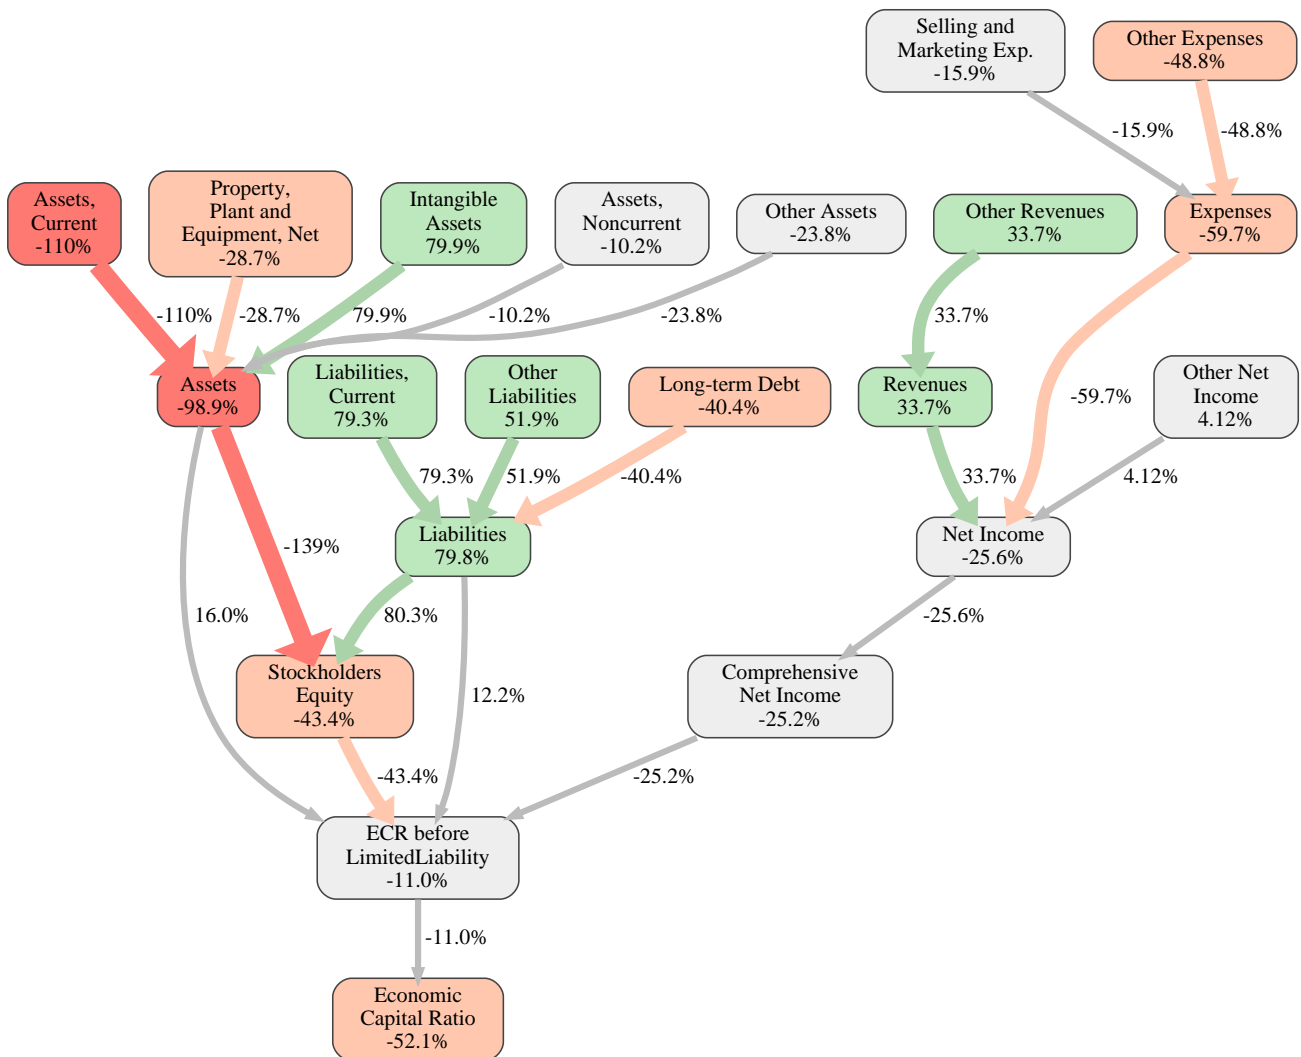 Selling and
Marketing Exp.
-15.9%
Other Expenses
-48.8%
-15.9%
-48.8%
Assets,
Current
-110%
Property,
Plant and
Equipment, Net
-28.7%
Intangible
Assets
79.9%
Assets,
Noncurrent
-10.2%
Other Assets
-23.8%
Other Revenues
33.7%
Expenses
-59.7%
-110%
-28.7%
79.9%
-10.2%
-23.8%
33.7%
-59.7%
Assets
-98.9%
Liabilities,
Current
79.3%
Other
Liabilities
51.9%
Long-term Debt
-40.4%
Revenues
33.7%
Other Net
Income
4.12%
79.3%
51.9%
-40.4%
33.7%
4.12%
-139%
Liabilities
79.8%
Net Income
-25.6%
16.0%
80.3%
-25.6%
Stockholders
Equity
-43.4%
12.2%
Comprehensive
Net Income
-25.2%
-43.4%
-25.2%
ECR before
LimitedLiability
-11.0%
-11.0%
Economic
Capital Ratio
-52.1%